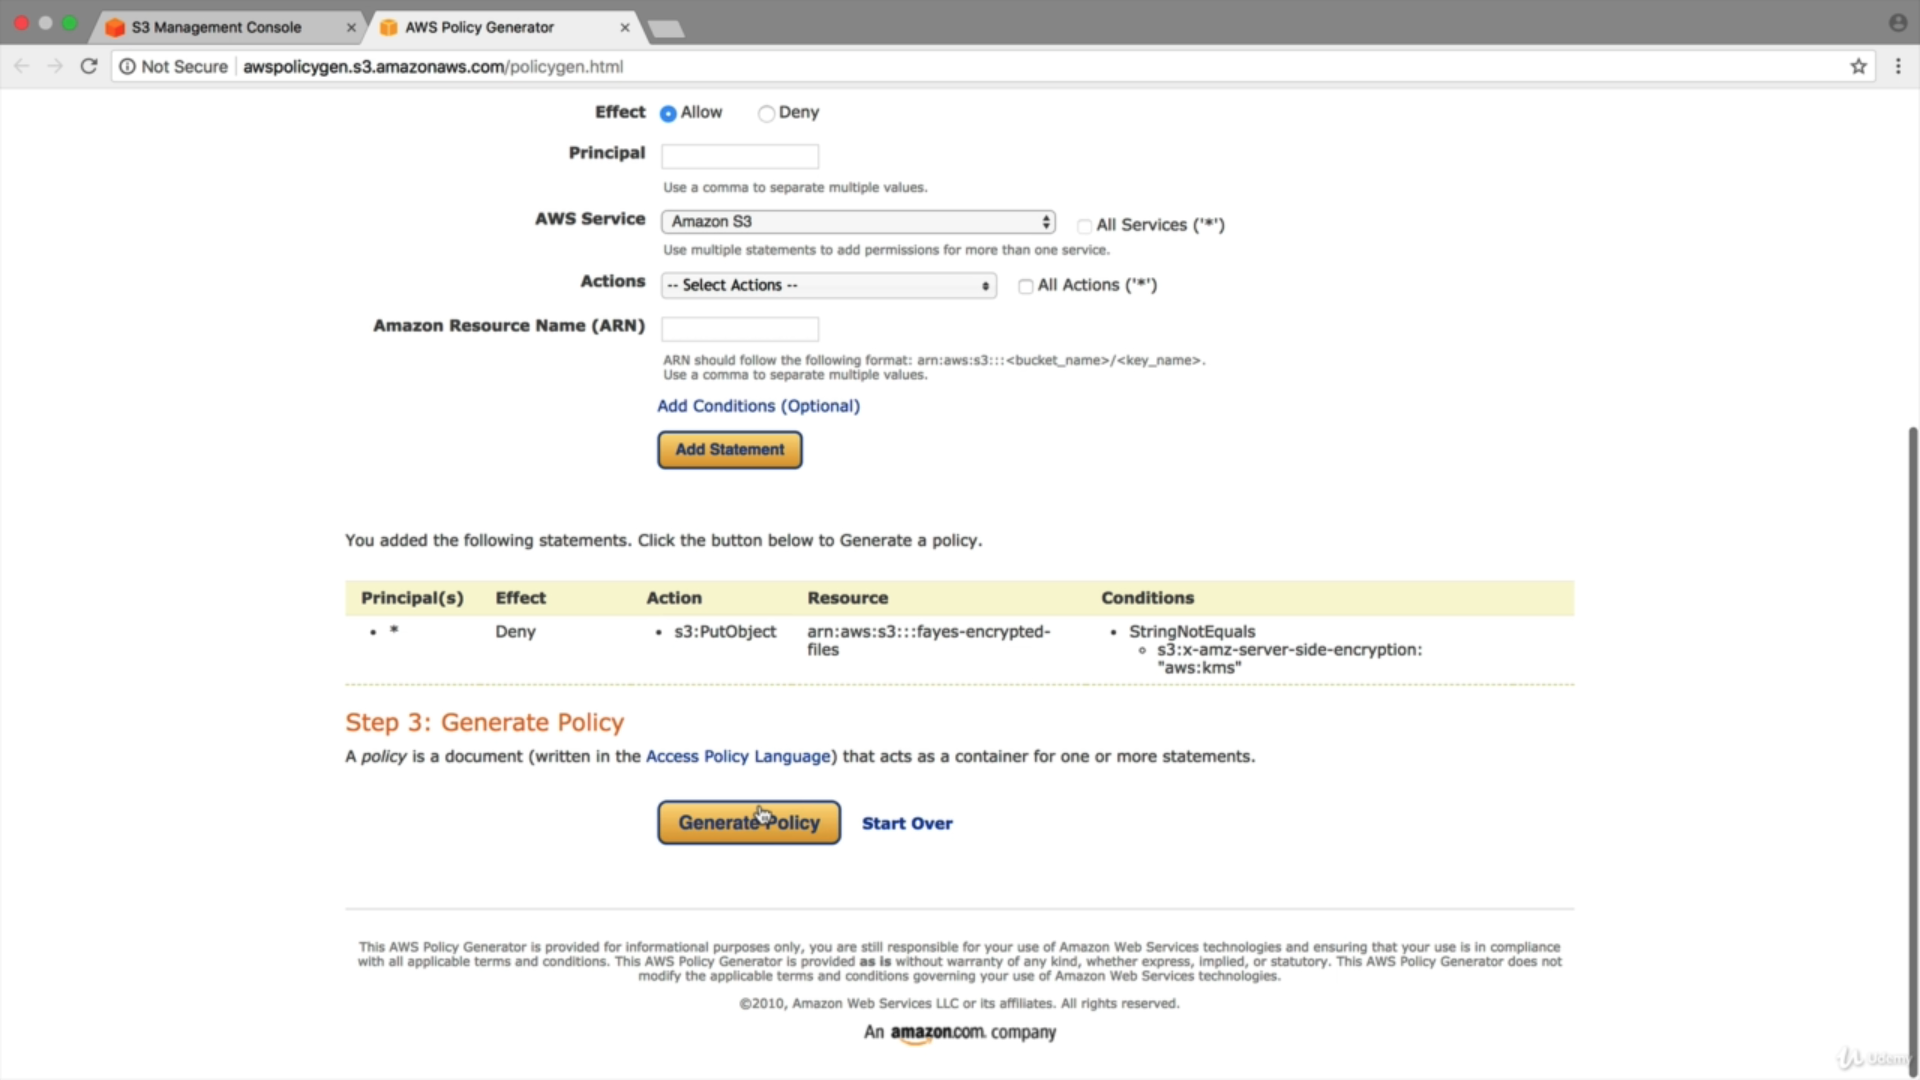 S3 Management Console
AWS Policy Generator
Not Secure awspolicygen.s3.amazonaws.com/policygen.html
Effect Allow Deny
Principal
Use a comma to separate multiple values.
AWS Service Amazon S3 All Services ('*')
Use multiple statements to add permissions for more than one service.
Actions -- Select Actions -- All Actions ('*')
Amazon Resource Name (ARN)
ARN should follow the following format: arn:aws:s3:::<bucket_name>/<key_name>.
Use a comma to separate multiple values.
Add Conditions (Optional)
Add Statement
You added the following statements. Click the button below to Generate a policy.
Principal(s) Effect Action Resource Conditions
• * Deny • s3:PutObject arn:aws:s3:::fayes-encrypted- • StringNotEquals
files ○ s3:x-amz-server-side-encryption:
"aws:kms"
Step 3: Generate Policy
A policy is a document (written in the Access Policy Language) that acts as a container for one or more statements.
Generate Policy Start Over
This AWS Policy Generator is provided for informational purposes only, you are still responsible for your use of Amazon Web Services technologies and ensuring that your use is in compliance
with all applicable terms and conditions. This AWS Policy Generator is provided as is without warranty of any kind, whether express, implied, or statutory. This AWS Policy Generator does not
modify the applicable terms and conditions governing your use of Amazon Web Services technologies.
©2010, Amazon Web Services LLC or its affiliates. All rights reserved.
An amazon.com. company
Udemy